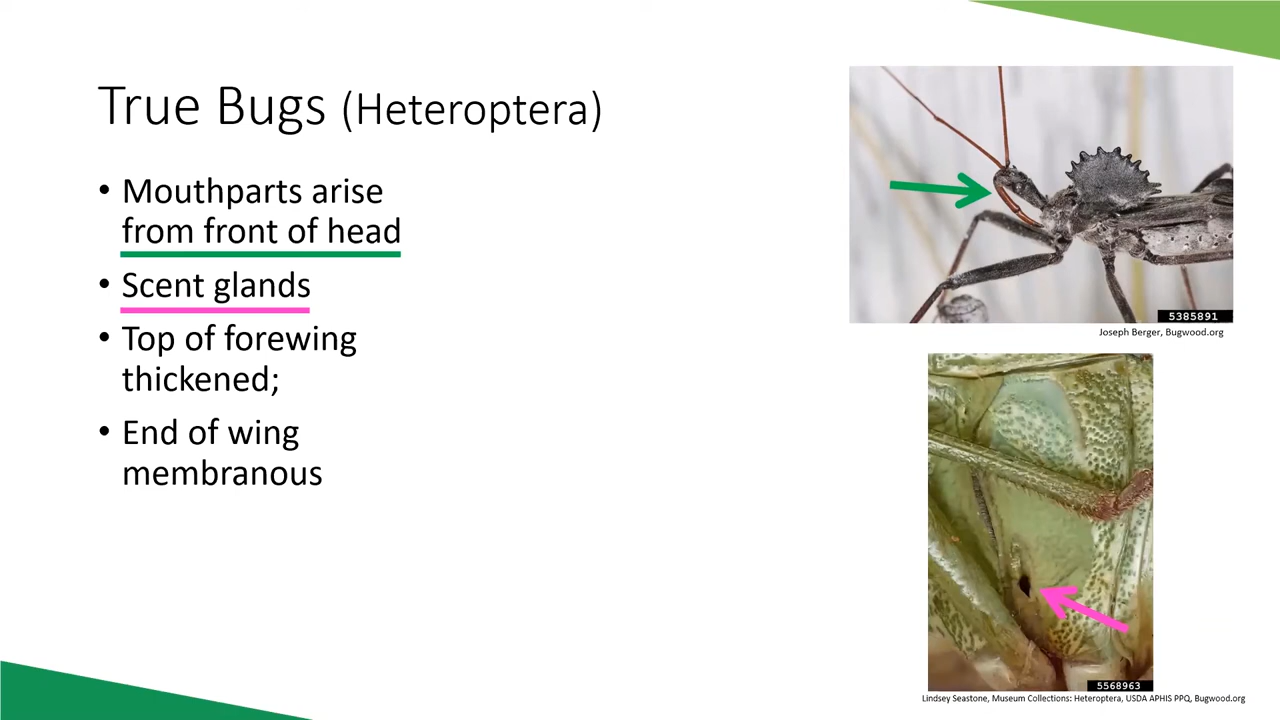 True Bugs (Heteroptera)
• Mouthparts arise
from front of head
• Scent glands
• Top of forewing
thickened;
• End of wing
membranous
5385891
Joseph Berger, Bugwood.org
5568963
Lindsey Seastone, Museum Collections: Heteroptera, USDA APHIS PPQ, Bugwood.org